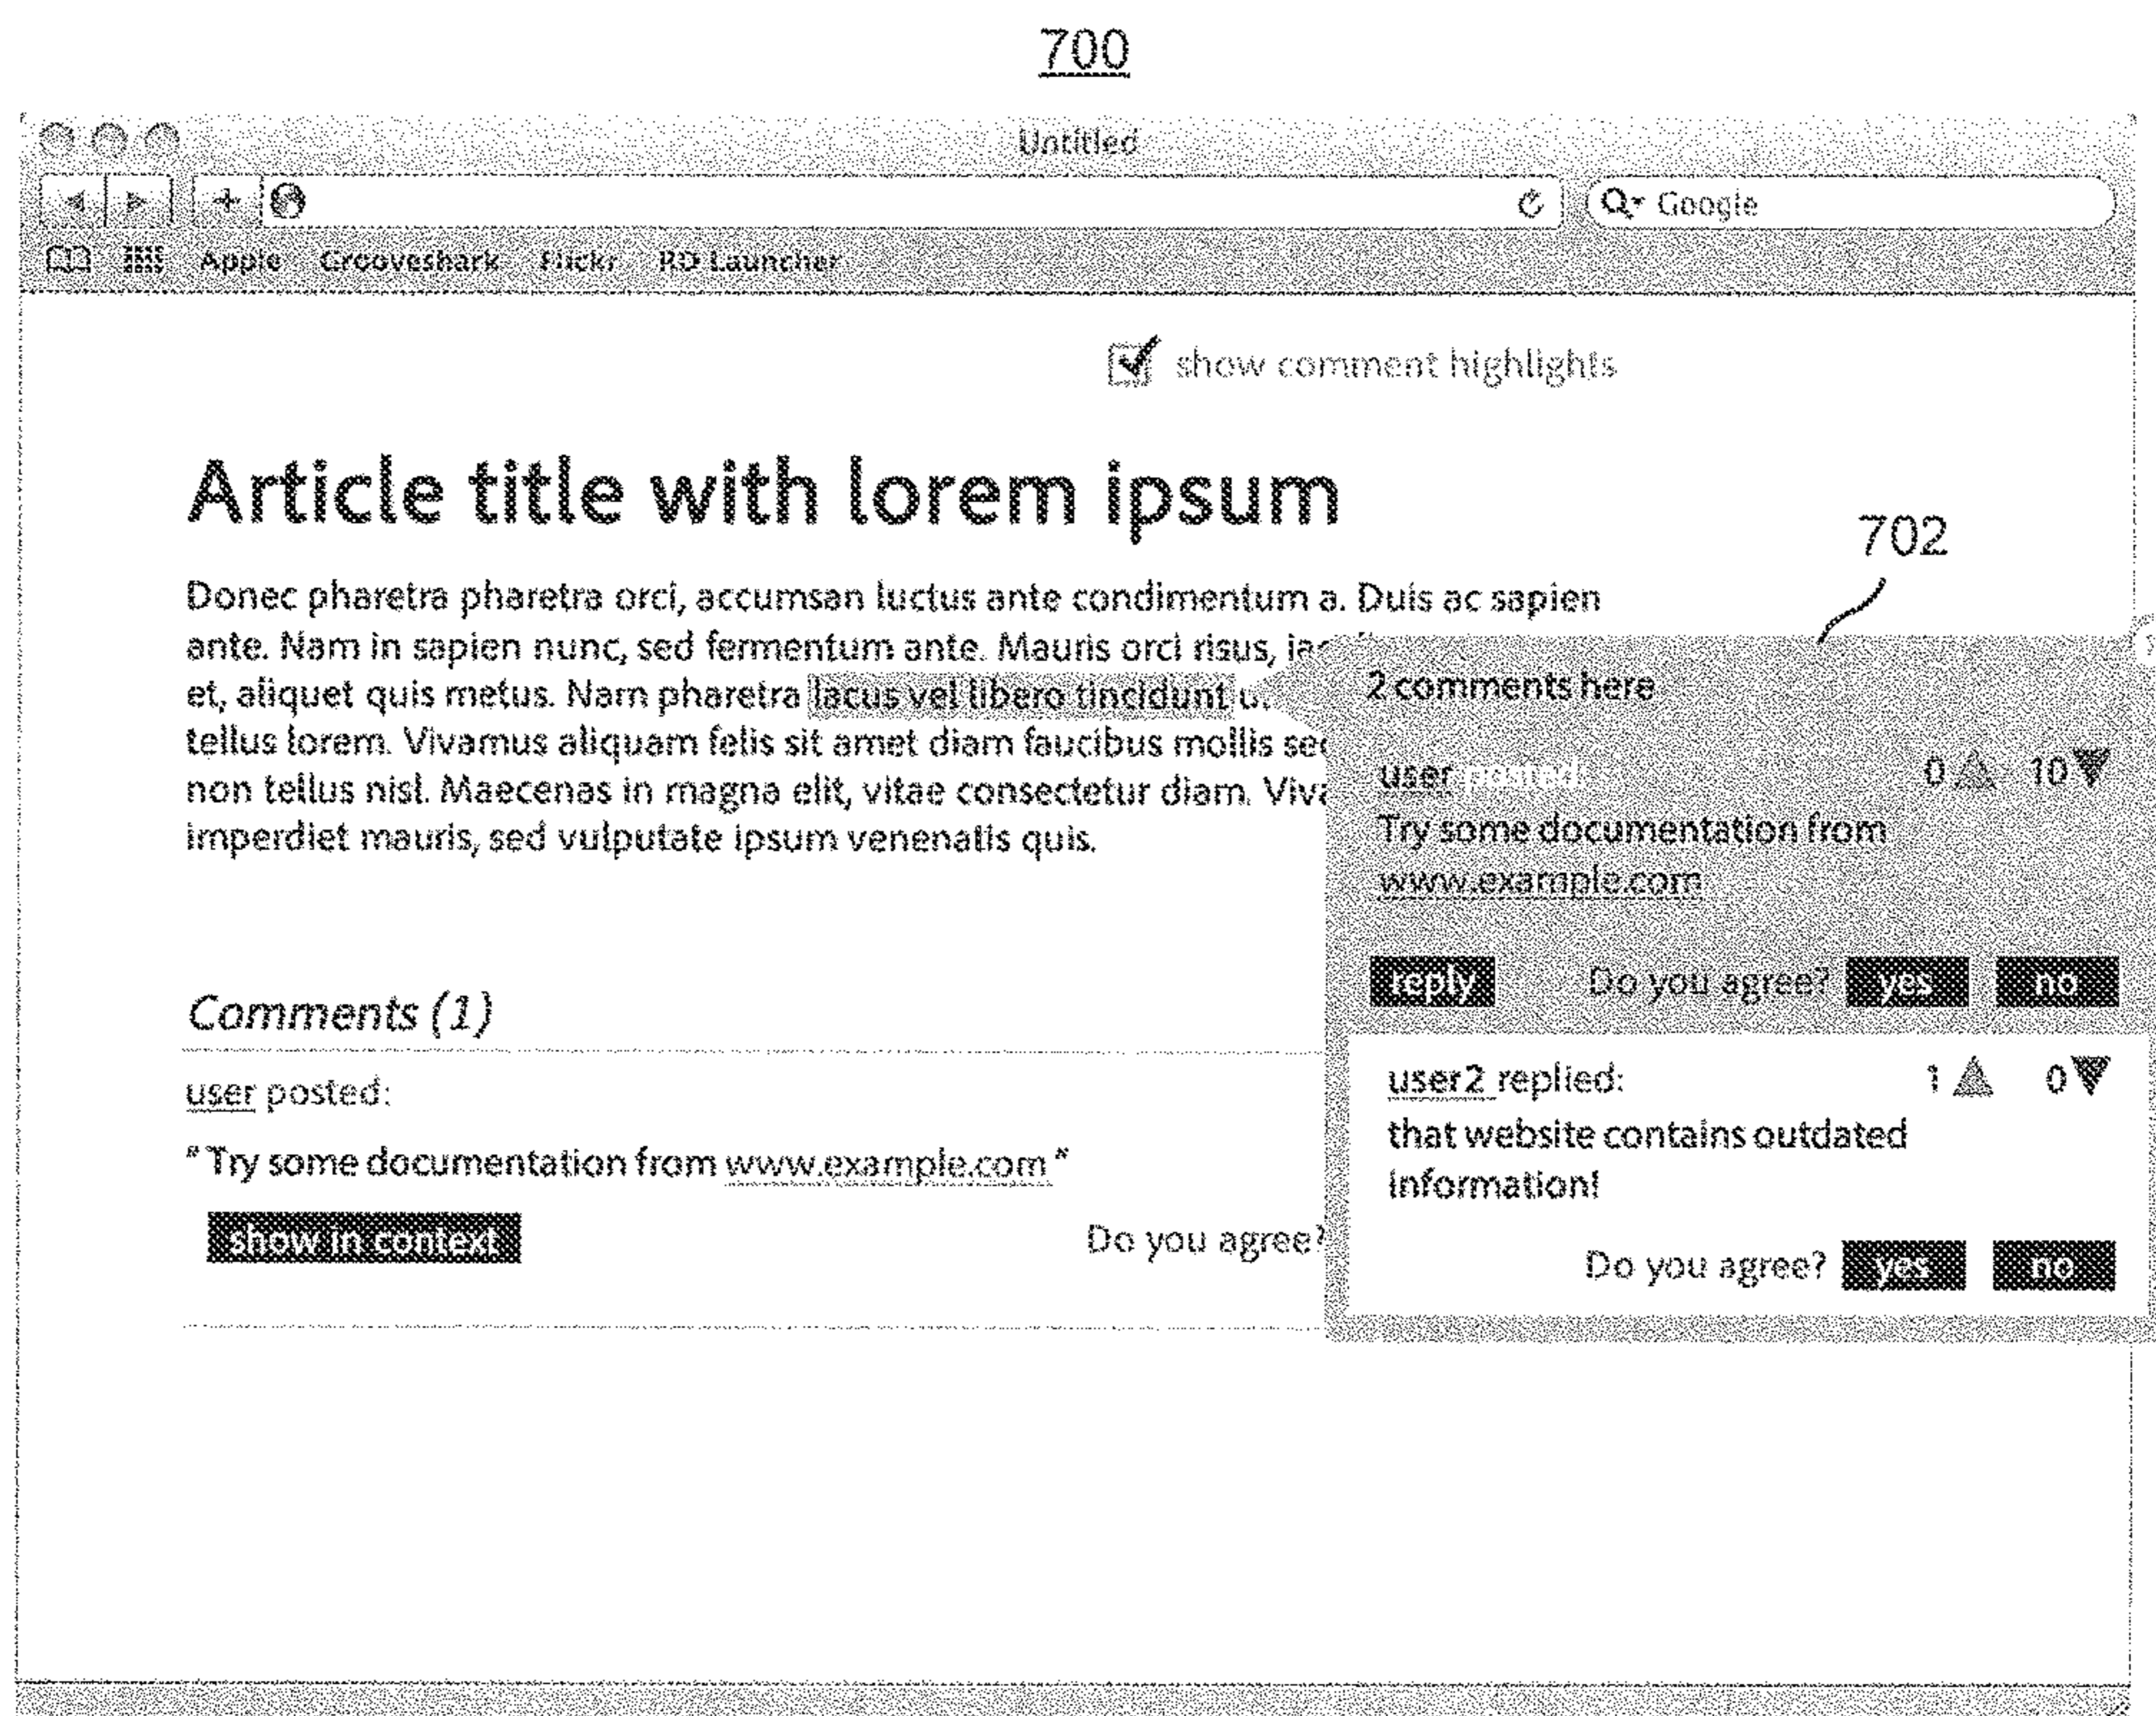 700
Untitled
Google
Apple Grooveshark Flickr RD Launcher
show comment highlights
Article title with lorem ipsum
702
Donec pharetra pharetra orci, accumsan luctus ante condimentum a. Duis ac sapien
ante. Nam in sapien nunc, sed fermentum ante. Mauris orci risus,
et, aliquet quis metus. Nam pharetra lacus vel libero tincidunt
tellus lorem. Vivamus aliquam felis sit amet diam faucibus mollis
non tellus nisl. Maecenas in magna elit, vitae consectetur diam.
imperdiet mauris, sed vulputate ipsum venenatis quis.
2 comments here
user posted:
0 10
Try some documentation from
www.example.com
reply Do you agree? yes no
user2 replied: 1 0
that website contains outdated
information!
Do you agree? yes no
Comments (1)
user posted:
"Try some documentation from www.example.com"
show in context Do you agree?